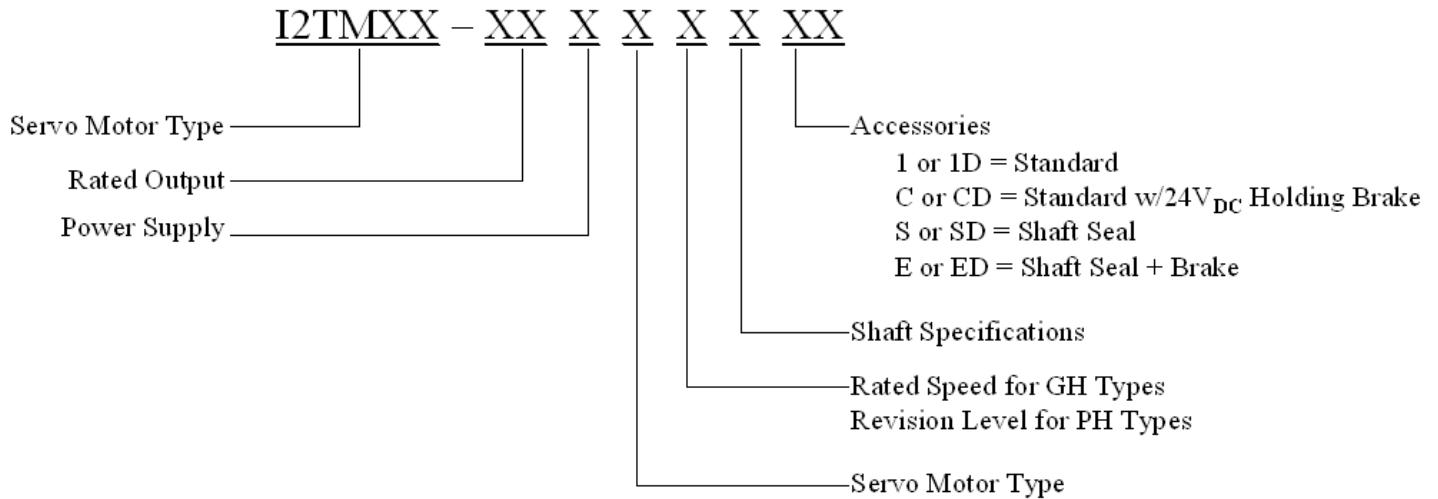 I2TMXX – XX X X X X XX
Servo Motor Type
Rated Output
Power Supply
Accessories
1 or 1D = Standard
C or CD = Standard w/24VDC Holding Brake
S or SD = Shaft Seal
E or ED = Shaft Seal + Brake
Shaft Specifications
Rated Speed for GH Types
Revision Level for PH Types
Servo Motor Type